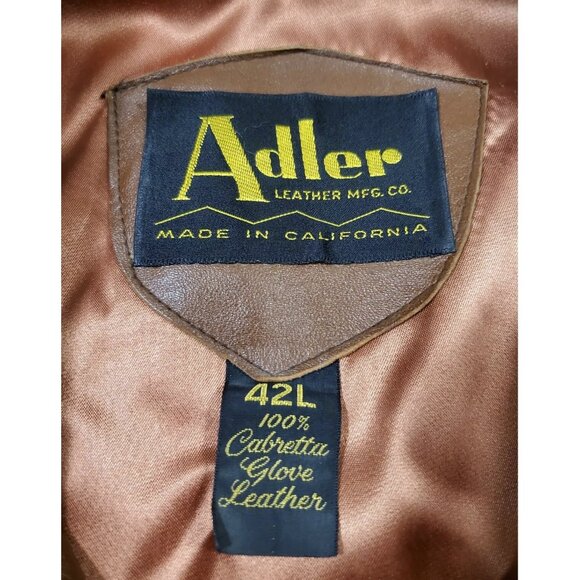 Adler
LEATHER MFG. CO.
MADE IN CALIFORNIA
42L
100%
Cabretta
Glove
Leather